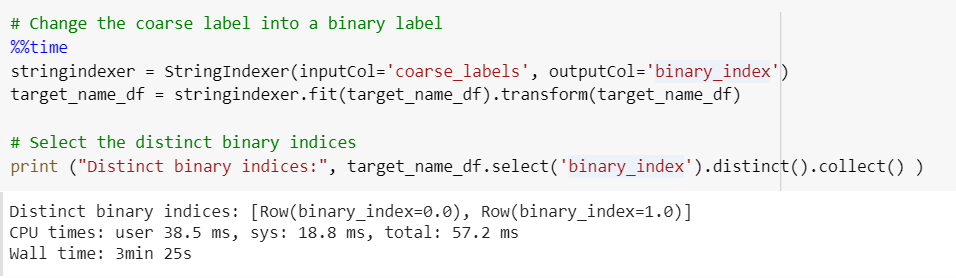 # Change the coarse label into a binary label
%%time
stringindexer = StringIndexer(inputCol='coarse_labels', outputCol='binary_index')
target_name_df = stringindexer.fit(target_name_df).transform(target_name_df)
# Select the distinct binary indices
print ("Distinct binary indices:", target_name_df.select('binary_index').distinct().collect() )
Distinct binary indices: [Row(binary_index=0.0), Row(binary_index=1.0)]
CPU times: user 38.5 ms, sys: 18.8 ms, total: 57.2 ms
Wall time: 3min 25s